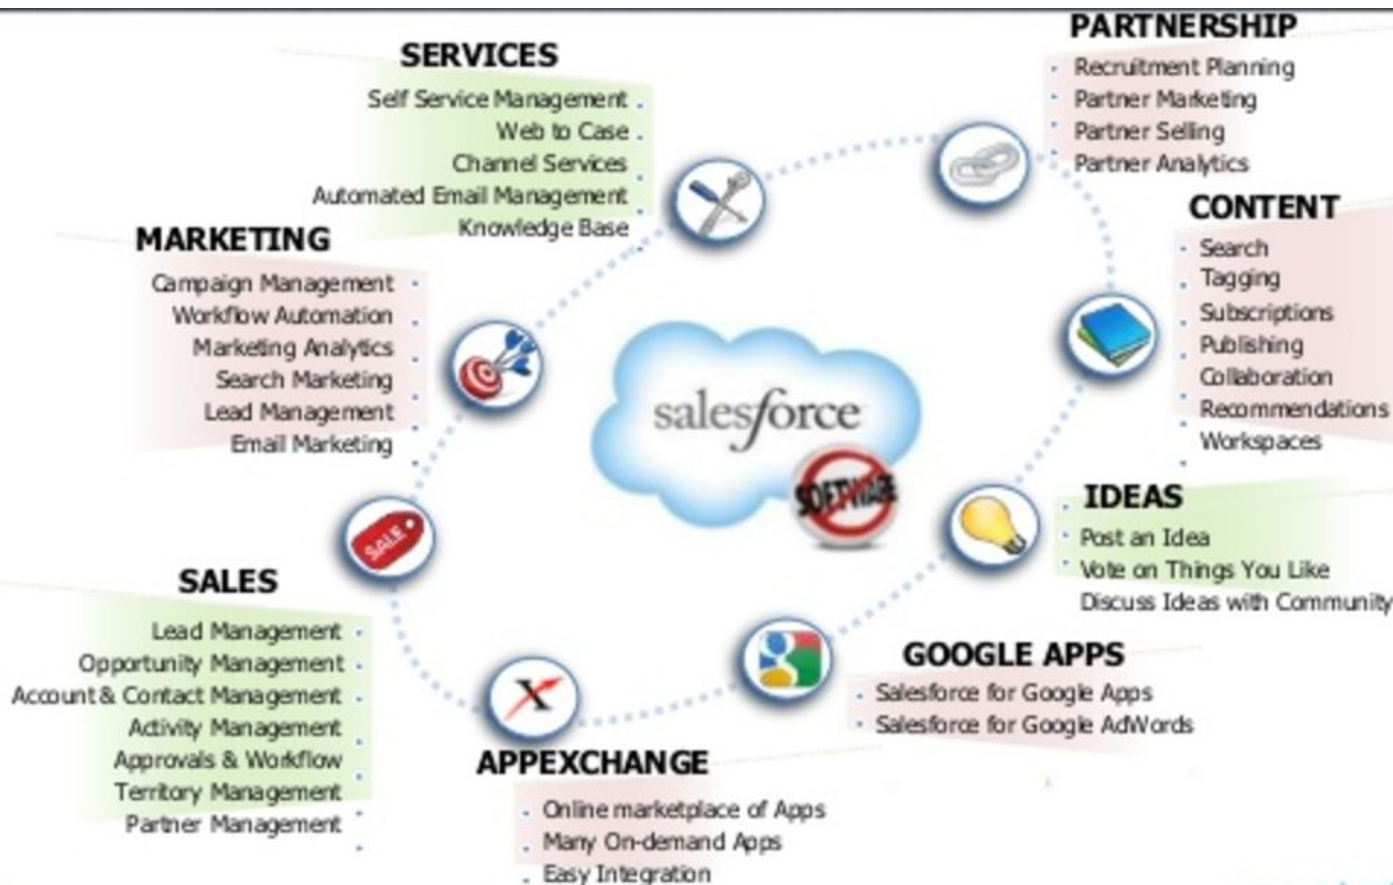 SERVICES
Self Service Management
Web to Case
Channel Services
Automated Email Management
Knowledge Base
PARTNERSHIP
Recruitment Planning
Partner Marketing
Partner Selling
Partner Analytics
MARKETING
Campaign Management
Workflow Automation
Marketing Analytics
Search Marketing
Lead Management
Email Marketing
CONTENT
Search
Tagging
Subscriptions
Publishing
Collaboration
Recommendations
Workspaces
salesforce
SOFTWARE
SALE
IDEAS
Post an Idea
Vote on Things You Like
Discuss Ideas with Community
SALES
Lead Management
Opportunity Management
Account & Contact Management
Activity Management
Approvals & Workflow
Territory Management
Partner Management
X
APPEXCHANGE
Online marketplace of Apps
Many On-demand Apps
Easy Integration
GOOGLE APPS
Salesforce for Google Apps
Salesforce for Google AdWords